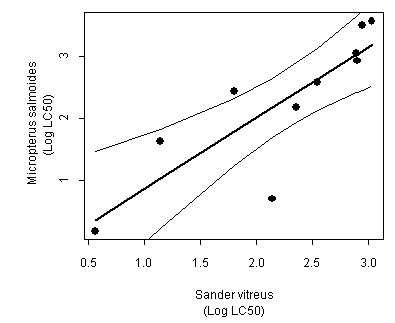 Micropterus salmoides
(Log LC50)
3
2
1
0.5 1.0 1.5 2.0 2.5 3.0
Sander vitreus
(Log LC50)